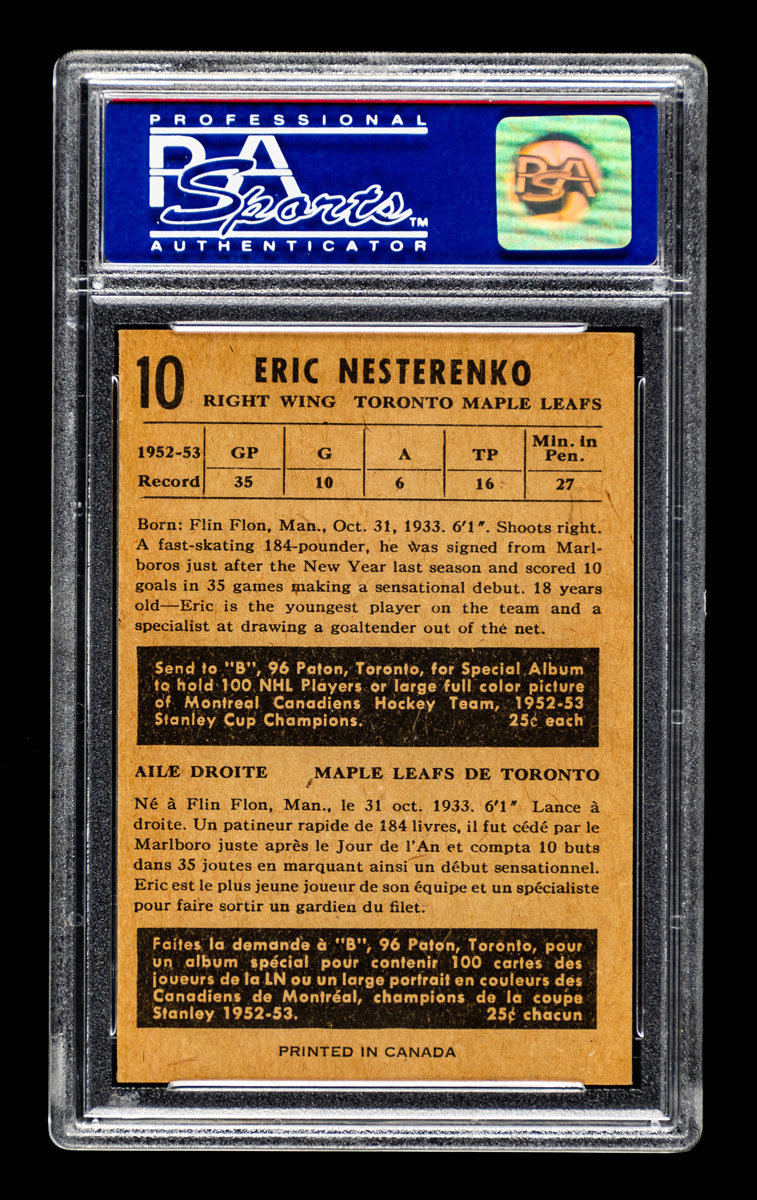 PROFESSIONAL
PSA
Sports™
AUTHENTICATOR
PSA
10 ERIC NESTERENKO
RIGHT WING TORONTO MAPLE LEAFS
1952-53 GP G A TP Min. in Pen.
Record 35 10 6 16 27
Born: Flin Flon, Man., Oct. 31, 1933. 6'1". Shoots right.
A fast-skating 184-pounder, he was signed from Marl-
boros just after the New Year last season and scored 10
goals in 35 games making a sensational debut. 18 years
old—Eric is the youngest player on the team and a
specialist at drawing a goaltender out of the net.
Send to "B", 96 Paton, Toronto, for Special Album
to hold 100 NHL Players or large full color picture
of Montreal Canadiens Hockey Team, 1952-53
Stanley Cup Champions. 25¢ each
AILE DROITE MAPLE LEAFS DE TORONTO
Né à Flin Flon, Man., le 31 oct. 1933. 6'1" Lance à
droite. Un patineur rapide de 184 livres, il fut cédé par le
Marlboro juste après le Jour de l'An et compta 10 buts
dans 35 joutes en marquant ainsi un début sensationnel.
Eric est le plus jeune joueur de son équipe et un spécialiste
pour faire sortir un gardien du filet.
Faites la demande à "B", 96 Paton, Toronto, pour
un album spécial pour contenir 100 cartes des
joueurs de la LN ou un large portrait en couleurs des
Canadiens de Montréal, champions de la coupe
Stanley 1952-53. 25¢ chacun
PRINTED IN CANADA